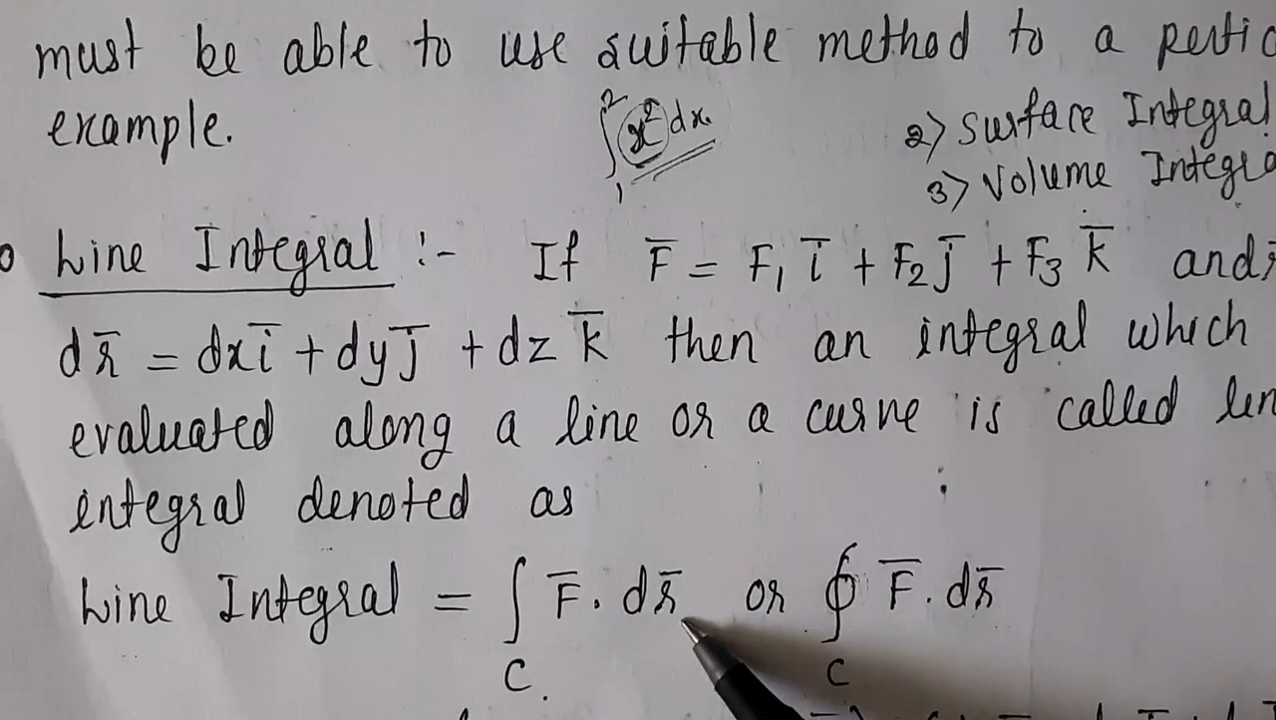 must be able to use suitable method to a
example. ∫₁² x² dx. 2) Surface Integral
3) Volume
Line Integral :- If F̅ = F₁ i̅ + F₂ j̅ + F₃ k̅ and
dr̅ = dx i̅ + dy j̅ + dz k̅ then an integral which
evaluated along a line or a curve is called
integral denoted as
Line Integral = ∫ F̅ . dr̅ or ∮ F̅ . dr̅
C. C